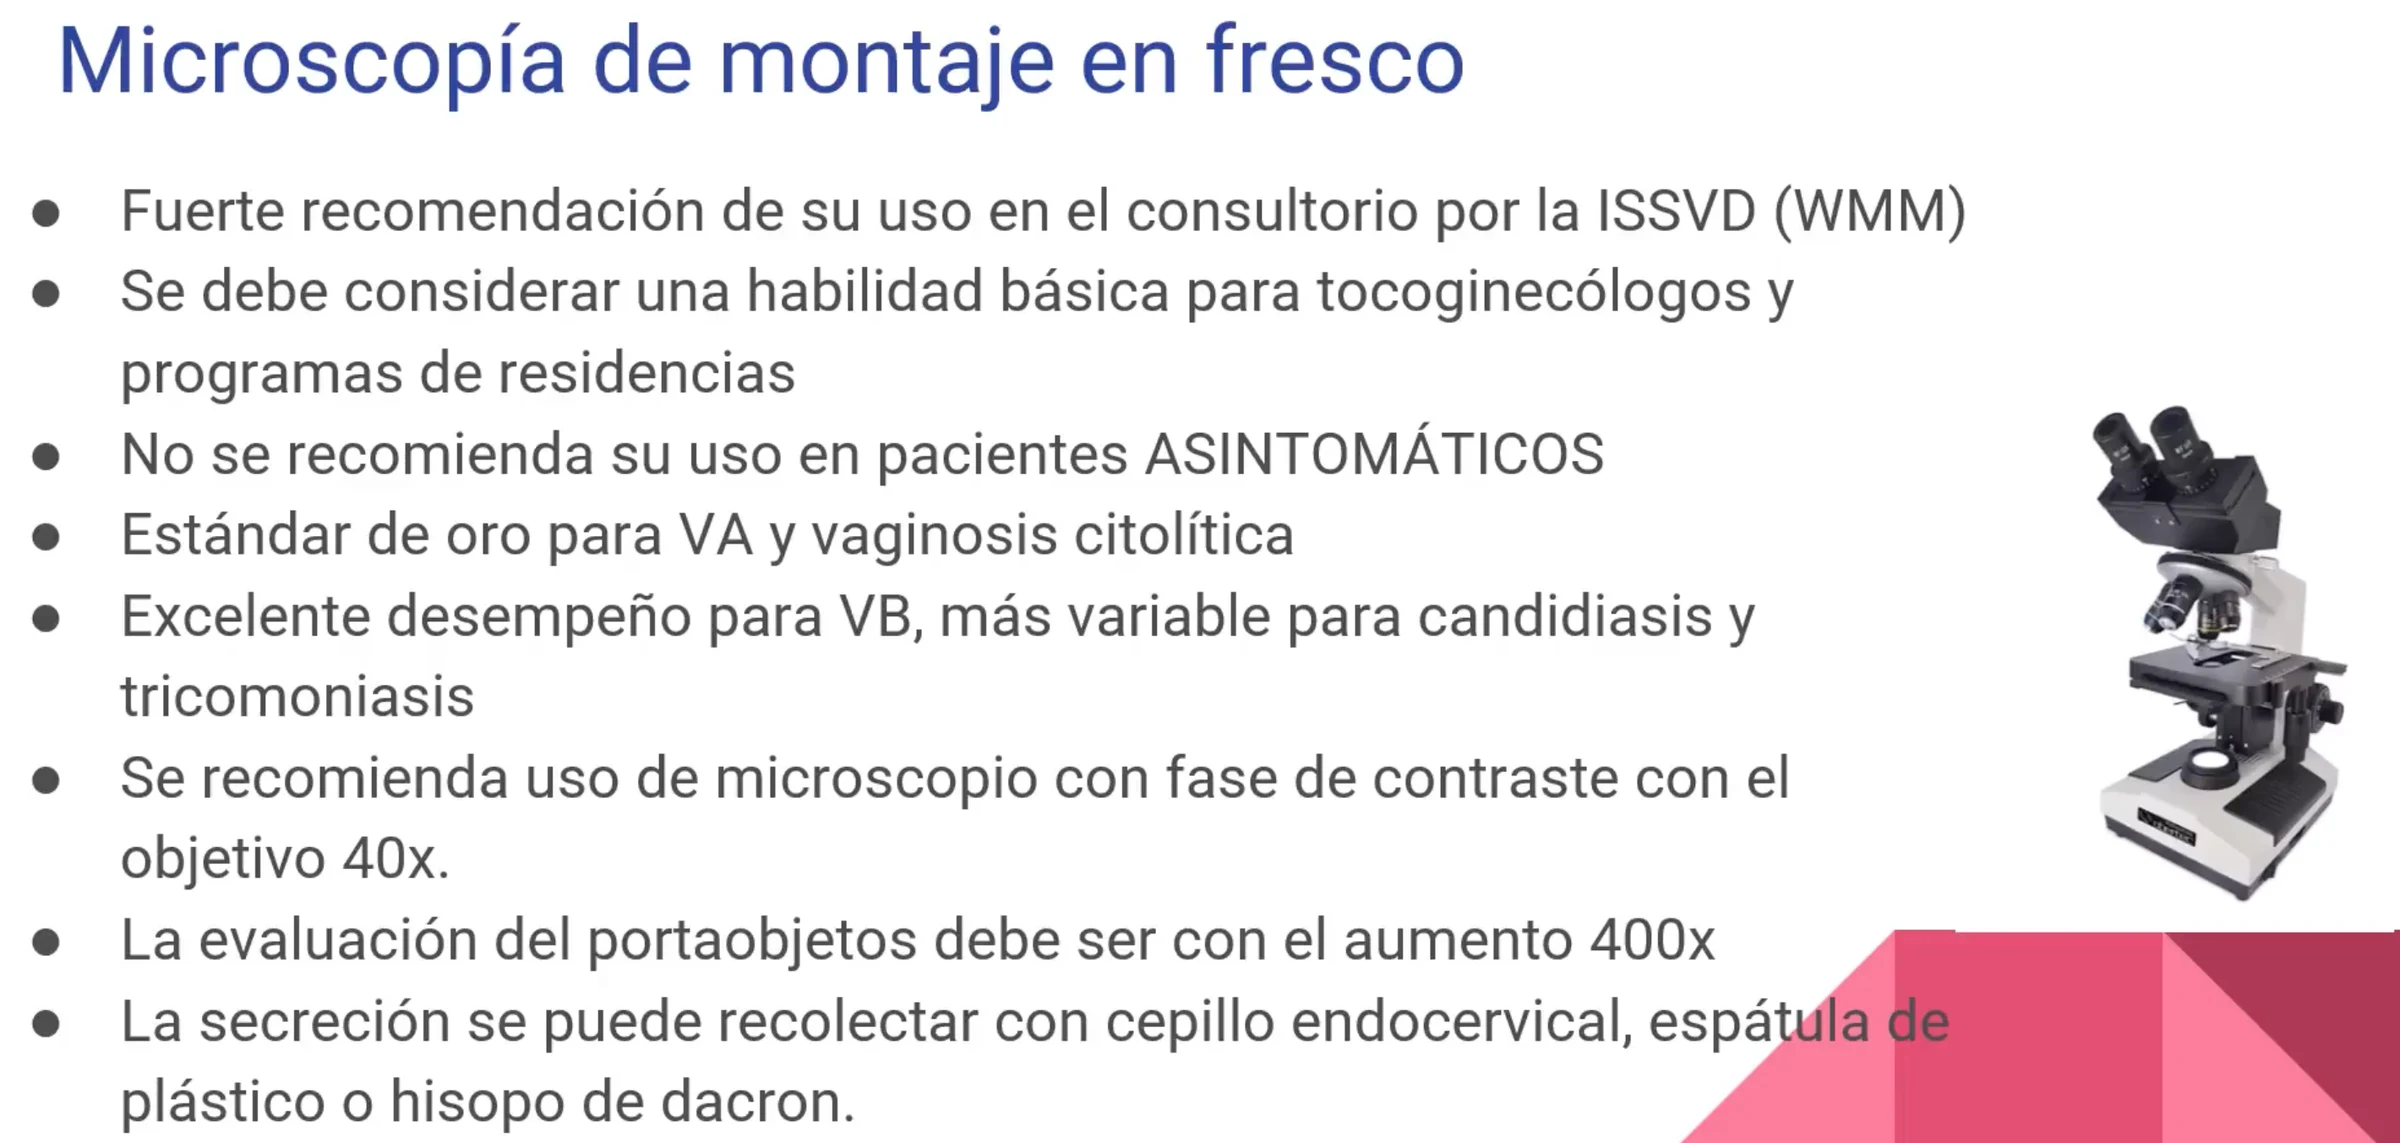 Microscopía de montaje en fresco
● Fuerte recomendación de su uso en el consultorio por la ISSVD (WMM)
● Se debe considerar una habilidad básica para tocoginecólogos y
programas de residencias
● No se recomienda su uso en pacientes ASINTOMÁTICOS
● Estándar de oro para VA y vaginosis citolítica
● Excelente desempeño para VB, más variable para candidiasis y
tricomoniasis
● Se recomienda uso de microscopio con fase de contraste con el
objetivo 40x.
● La evaluación del portaobjetos debe ser con el aumento 400x
● La secreción se puede recolectar con cepillo endocervical, espátula de
plástico o hisopo de dacron.